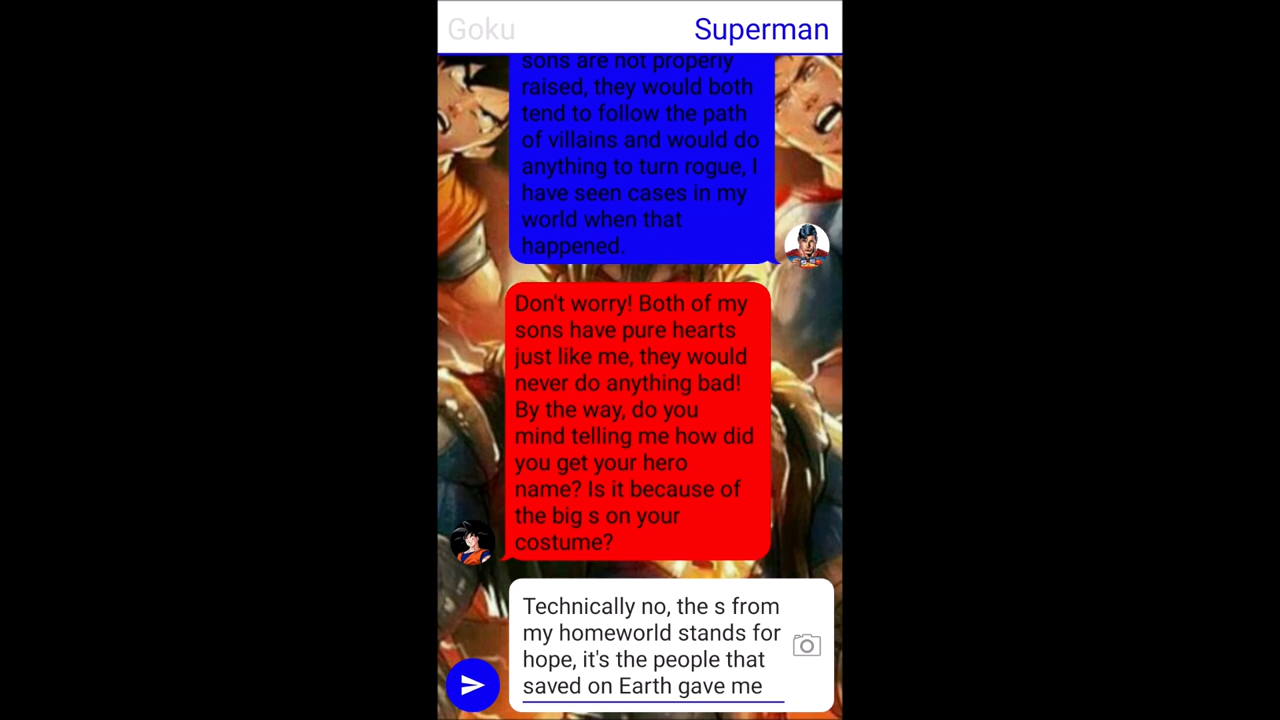 Goku
Superman
sons are not properly
raised, they would both
tend to follow the path
of villains and would do
anything to turn rogue, I
have seen cases in my
world when that
happened.
Don't worry! Both of my
sons have pure hearts
just like me, they would
never do anything bad!
By the way, do you
mind telling me how did
you get your hero
name? Is it because of
the big s on your
costume?
Technically no, the s from
my homeworld stands for
hope, it's the people that
saved on Earth gave me